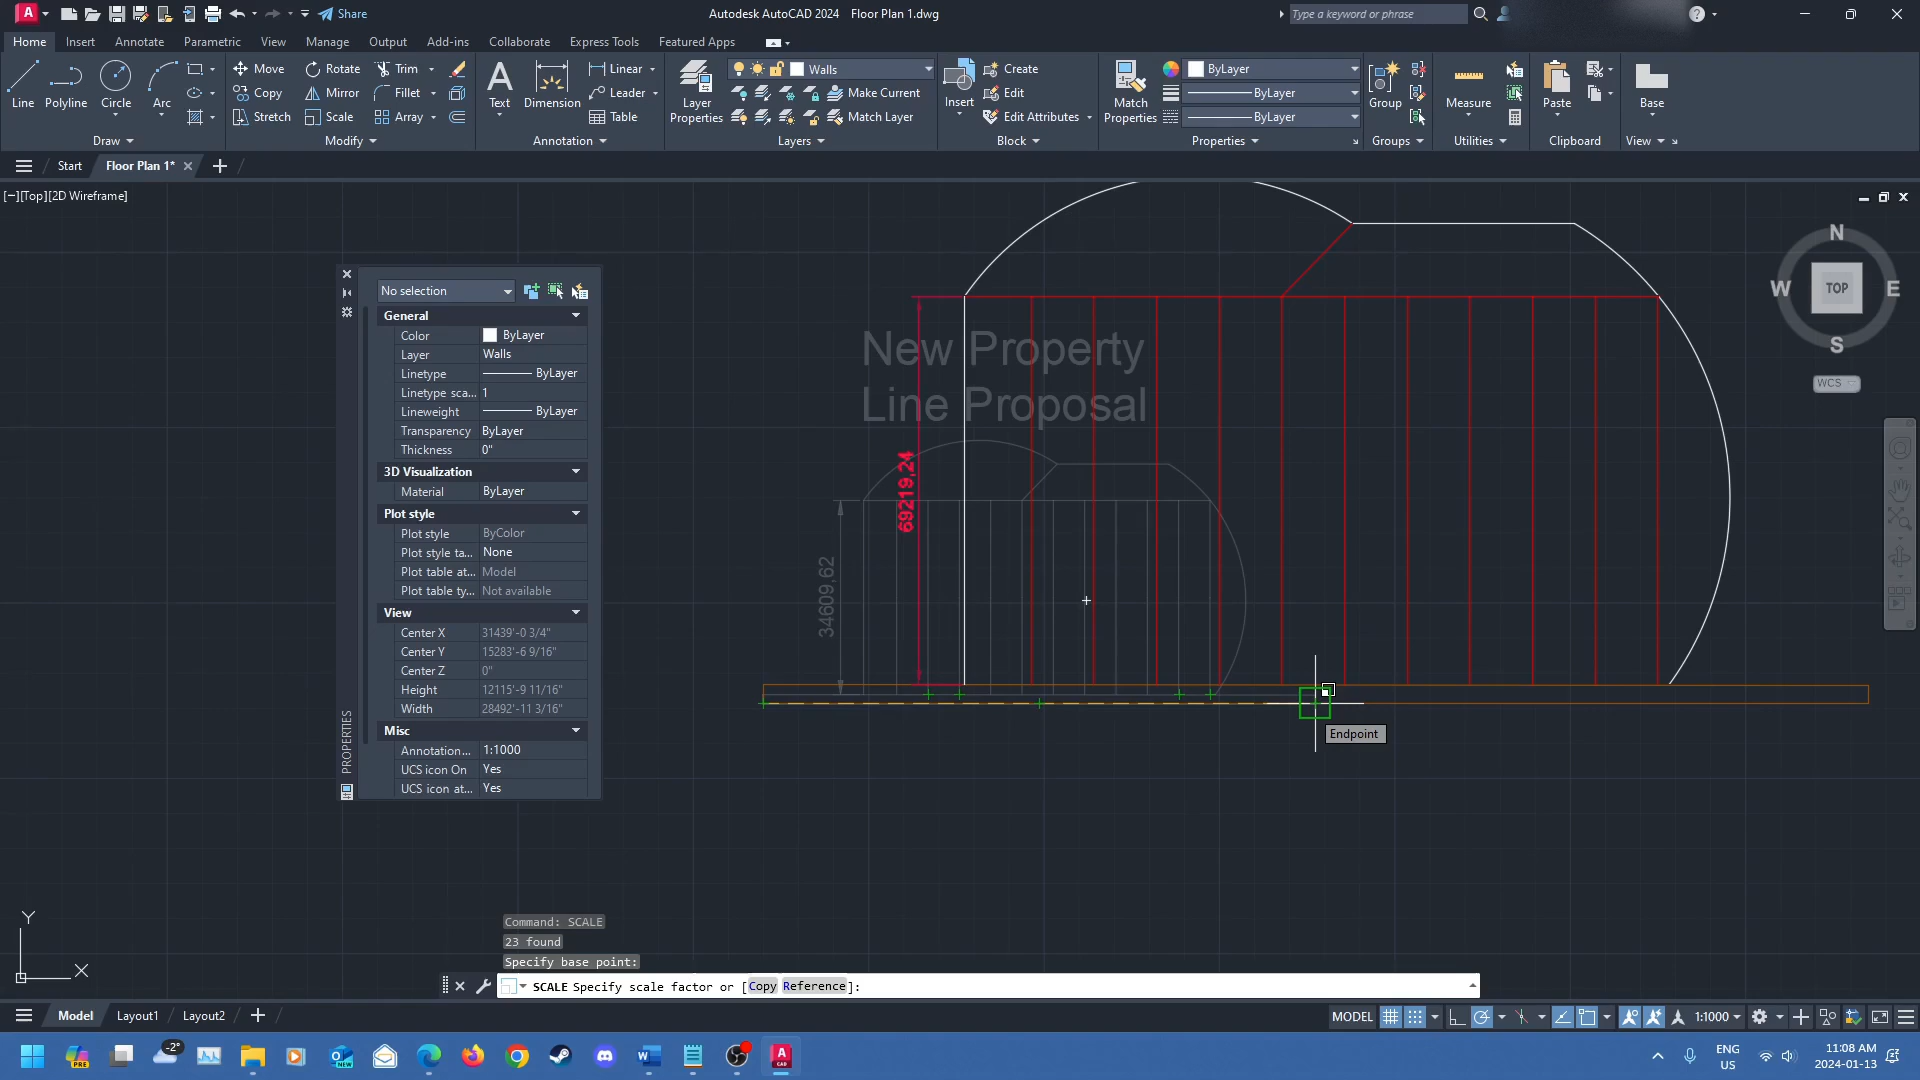 Share
Autodesk AutoCAD 2024 Floor Plan 1.dwg
Type a keyword or phrase
Home Insert Annotate Parametric View Manage Output Add-ins Collaborate Express Tools Featured Apps
Line Polyline Circle Arc
Move Rotate Trim
Copy Mirror Fillet
Stretch Scale Array
Text Dimension
Linear
Leader
Table
Layer Properties
Walls
Make Current
Match Layer
Insert
Create
Edit
Edit Attributes
Match Properties
ByLayer
ByLayer
ByLayer
Group
Measure
Paste
Base
Draw Modify Annotation Layers Block Properties Groups Utilities Clipboard View
Start Floor Plan 1*
[−][Top][2D Wireframe]
N
W TOP E
S
WCS
No selection
General
Color ByLayer
Layer Walls
Linetype ByLayer
Linetype sca... 1
Lineweight ByLayer
Transparency ByLayer
Thickness 0"
3D Visualization
Material ByLayer
Plot style
Plot style ByColor
Plot style ta... None
Plot table at... Model
Plot table ty... Not available
View
Center X 31439'-0 3/4"
Center Y 15283'-6 9/16"
Center Z 0"
Height 12115'-9 11/16"
Width 28492'-11 3/16"
Misc
Annotation... 1:1000
UCS icon On Yes
UCS icon at... Yes
PROPERTIES
New Property
Line Proposal
69219,24
34609,62
Endpoint
Y
X
Command: SCALE
23 found
Specify base point:
SCALE Specify scale factor or [Copy Reference]:
Model Layout1 Layout2
MODEL 1:1000
-2°
PRE
NEW
A CAD
ENG
US
11:08 AM
2024-01-13